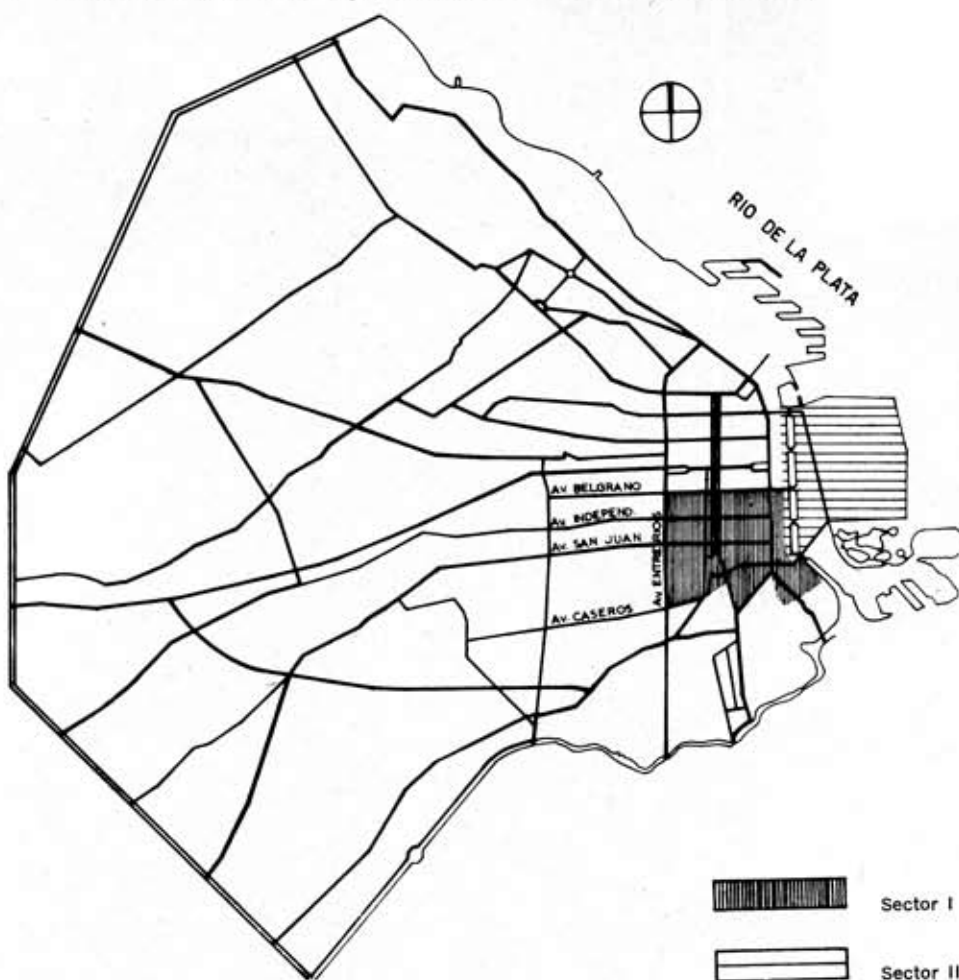 RIO DE LA PLATA
AV. BELGRANO
AV. INDEPEND.
AV. SAN JUAN
AV. ENTRE RIOS
AV. CASEROS
Sector I
Sector II